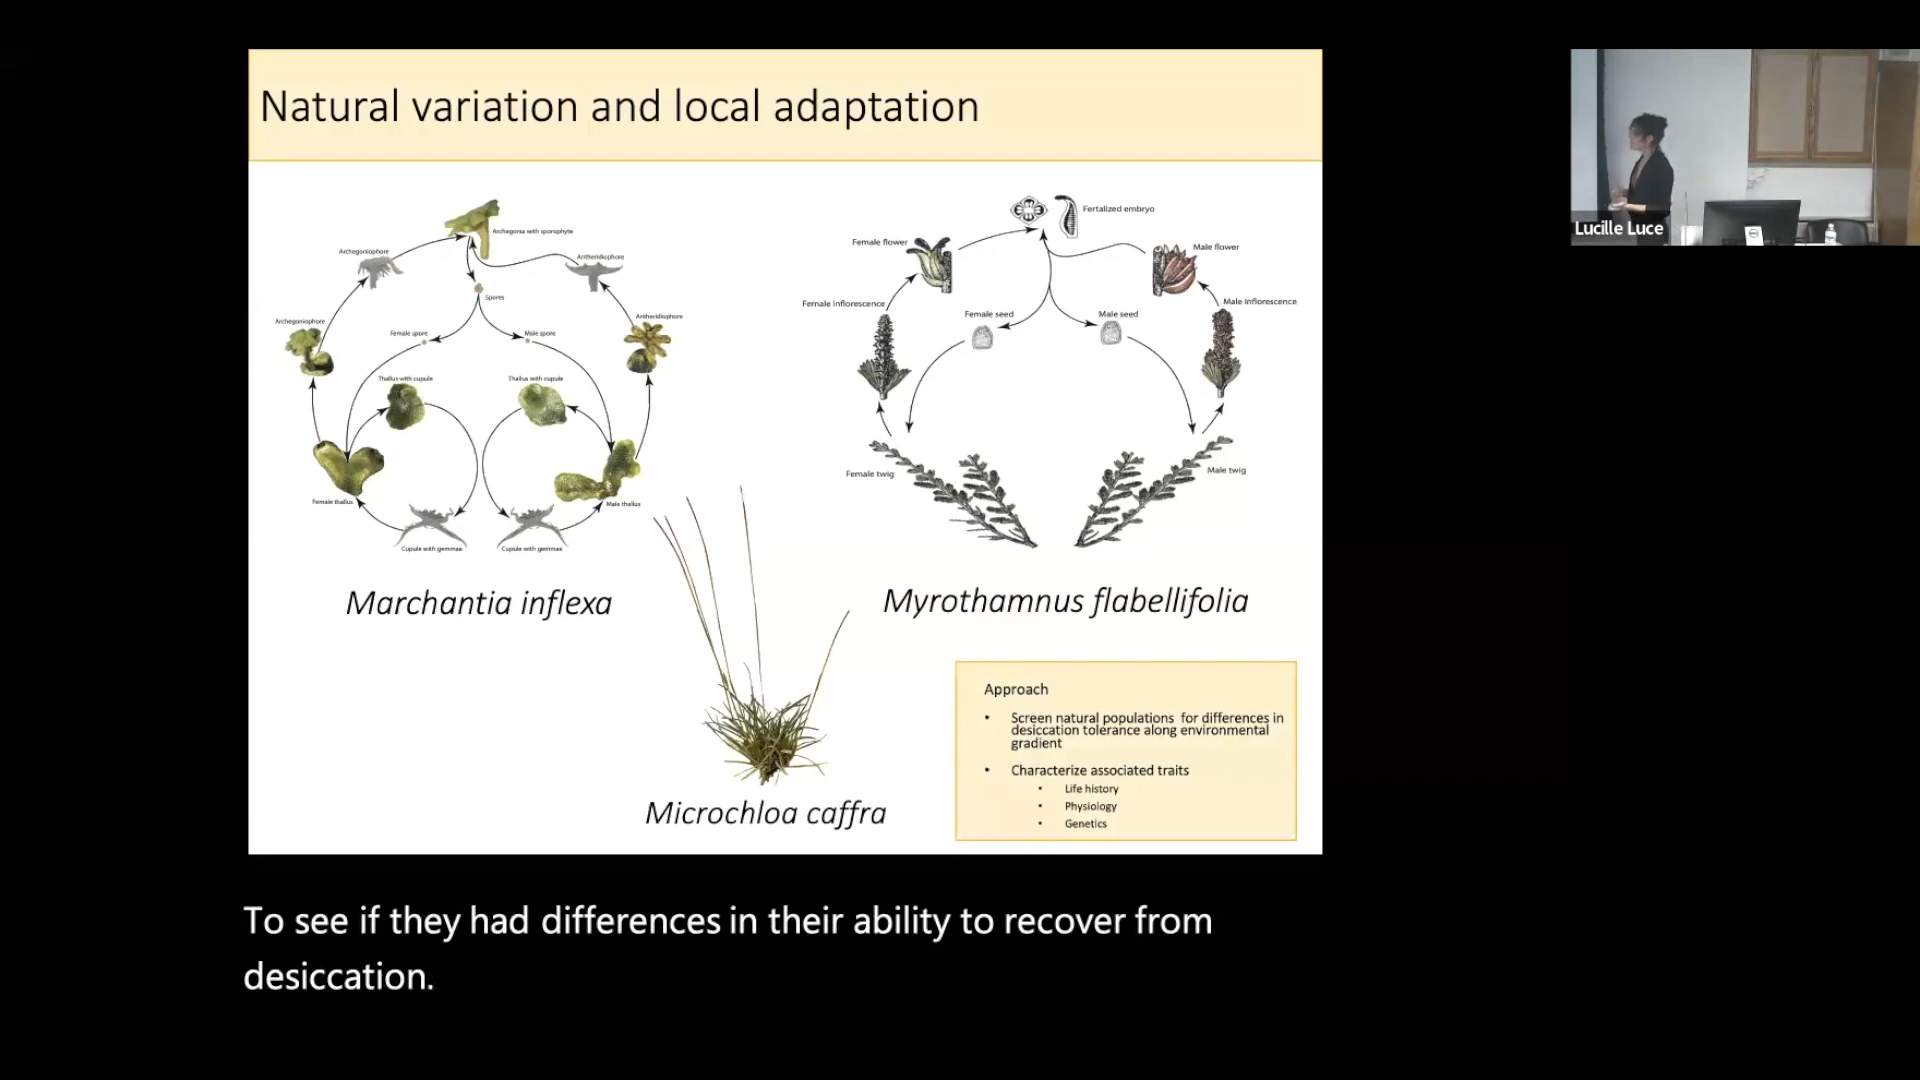 Natural variation and local adaptation
Archegonia with sporophyte
Archegoniophore
Antheridiophore
Spores
Archegoniophore
Antheridiophore
Female spore
Male spore
Thallus with cupule
Thallus with cupule
Female thallus
Male thallus
Cupule with gemmae
Cupule with gemmae
Marchantia inflexa
Fertalized embryo
Female flower
Male flower
Female inflorescence
Male inflorescence
Female seed
Male seed
Female twig
Male twig
Myrothamnus flabellifolia
Microchloa caffra
Approach
• Screen natural populations for differences in
desiccation tolerance along environmental
gradient
• Characterize associated traits
• Life history
• Physiology
• Genetics
Lucille Luce
To see if they had differences in their ability to recover from
desiccation.